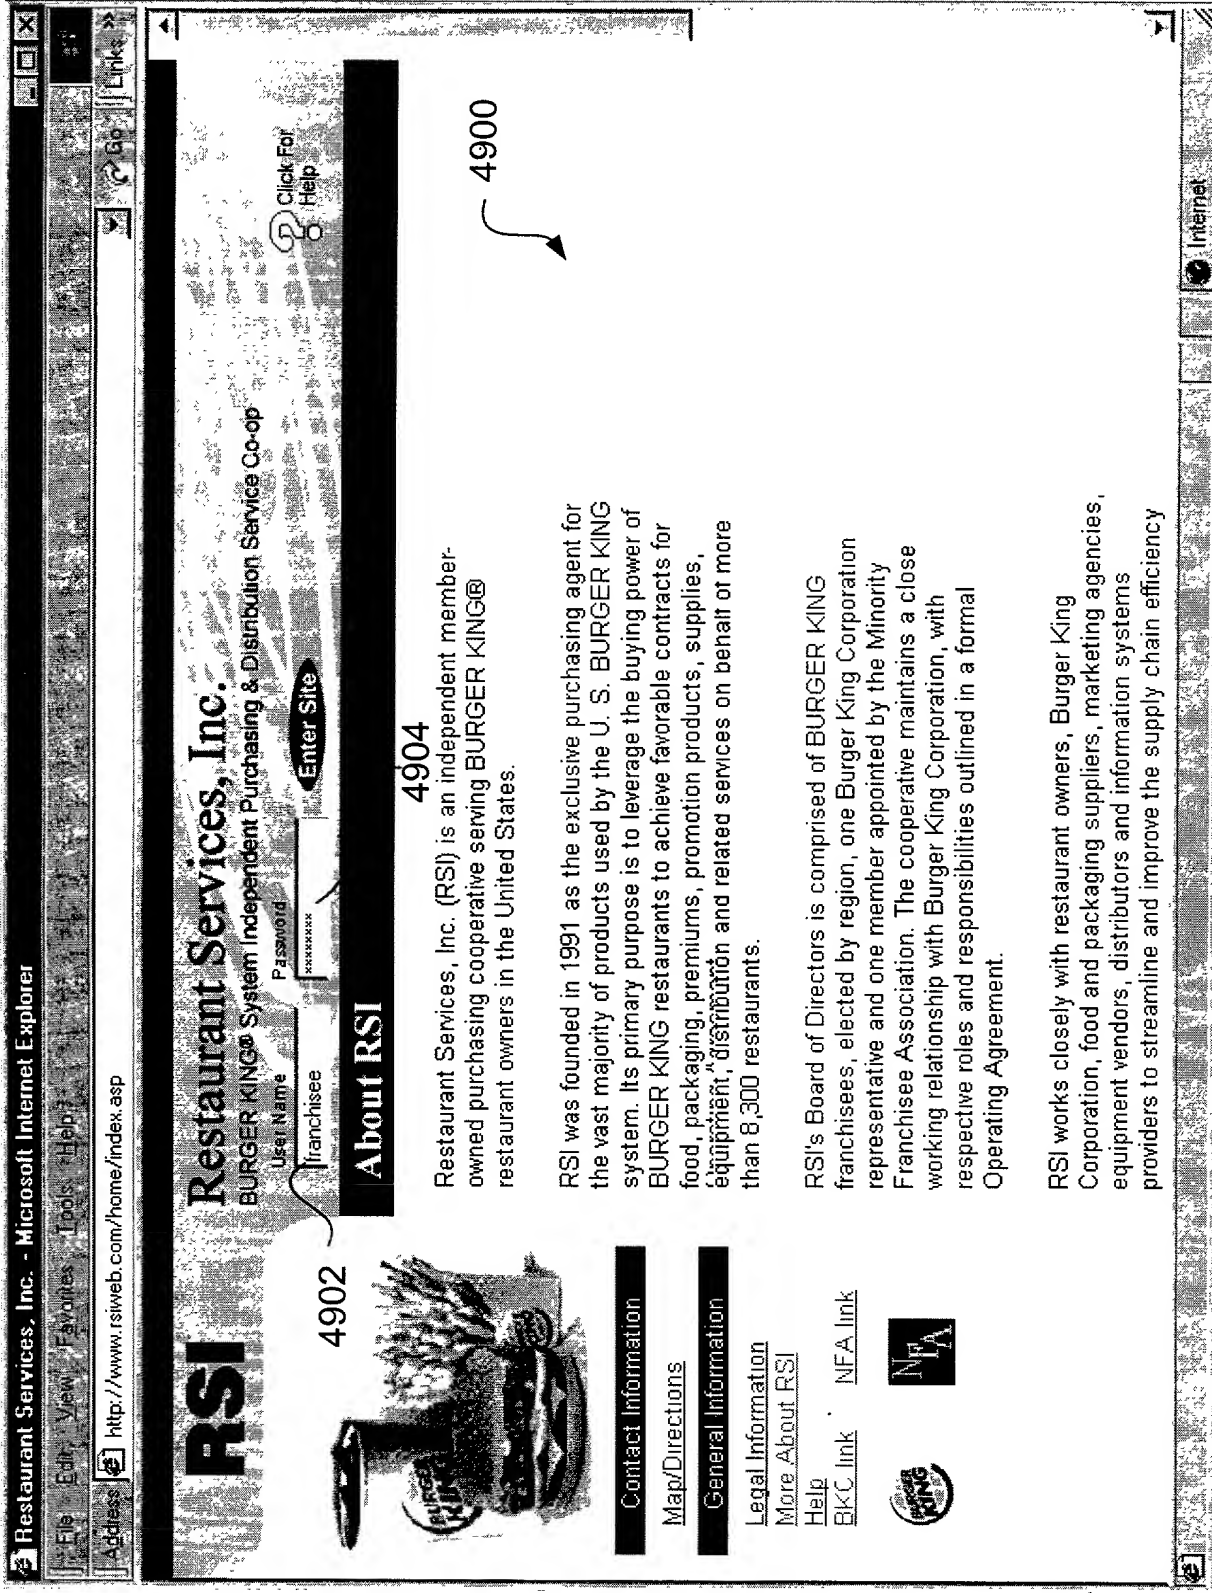 Restaurant Services, Inc. - Microsoft Internet Explorer
File Edit View Favorites Tools Help
Address http://www.rsiweb.com/home/index.asp Go Links »
RSI
Restaurant Services, Inc.
BURGER KING® System Independent Purchasing & Distribution Service Co-op
User Name Password
franchisee ×××××××× Enter Site
Click For
Help
4902
About RSI
4904
4900
Restaurant Services, Inc. (RSI) is an independent member-
owned purchasing cooperative serving BURGER KING®
restaurant owners in the United States.
RSI was founded in 1991 as the exclusive purchasing agent for
the vast majority of products used by the U. S. BURGER KING
system. Its primary purpose is to leverage the buying power of
BURGER KING restaurants to achieve favorable contracts for
food, packaging, premiums, promotion products, supplies,
equipment, distribution and related services on behalf of more
than 8,300 restaurants.
RSI's Board of Directors is comprised of BURGER KING
franchisees, elected by region, one Burger King Corporation
representative and one member appointed by the Minority
Franchisee Association. The cooperative maintains a close
working relationship with Burger King Corporation, with
respective roles and responsibilities outlined in a formal
Operating Agreement.
RSI works closely with restaurant owners, Burger King
Corporation, food and packaging suppliers, marketing agencies,
equipment vendors, distributors and information systems
providers to streamline and improve the supply chain efficiency
BURGER
KING
Contact Information
Map/Directions
General Information
Legal Information
More About RSI
Help
BKC link NFA link
BURGER
KING
NFA
Internet